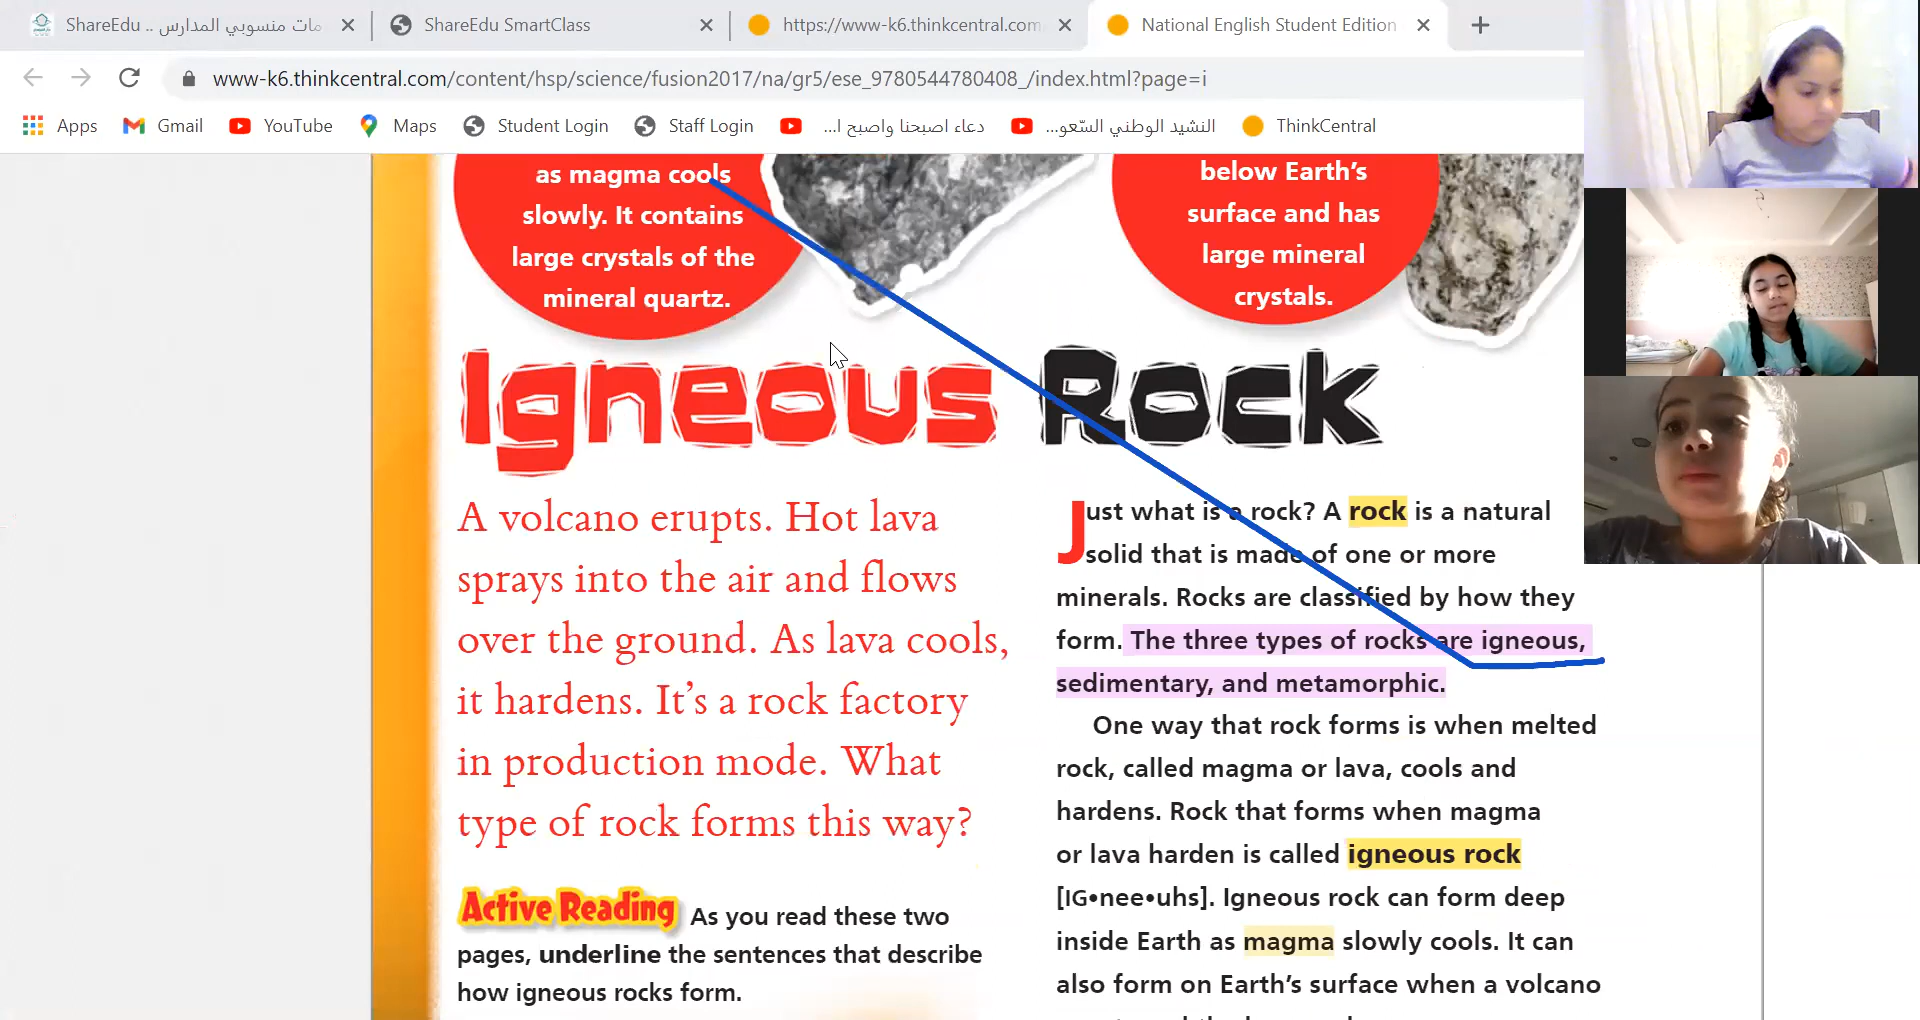 ShareEdu .. مات منسوبي المدارس
ShareEdu SmartClass
https://www-k6.thinkcentral.com
National English Student Edition
www-k6.thinkcentral.com/content/hsp/science/fusion2017/na/gr5/ese_9780544780408_/index.html?page=i
Apps
Gmail
YouTube
Maps
Student Login
Staff Login
دعاء اصبحنا واصبح ا...
النشيد الوطني السّعو...
ThinkCentral
as magma cools
slowly. It contains
large crystals of the
mineral quartz.
below Earth’s
surface and has
large mineral
crystals.
Igneous Rock
A volcano erupts. Hot lava
sprays into the air and flows
over the ground. As lava cools,
it hardens. It’s a rock factory
in production mode. What
type of rock forms this way?
Active Reading As you read these two
pages, underline the sentences that describe
how igneous rocks form.
Just what is a rock? A rock is a natural
solid that is made of one or more
minerals. Rocks are classified by how they
form. The three types of rocks are igneous,
sedimentary, and metamorphic.
One way that rock forms is when melted
rock, called magma or lava, cools and
hardens. Rock that forms when magma
or lava harden is called igneous rock
[IG•nee•uhs]. Igneous rock can form deep
inside Earth as magma slowly cools. It can
also form on Earth’s surface when a volcano